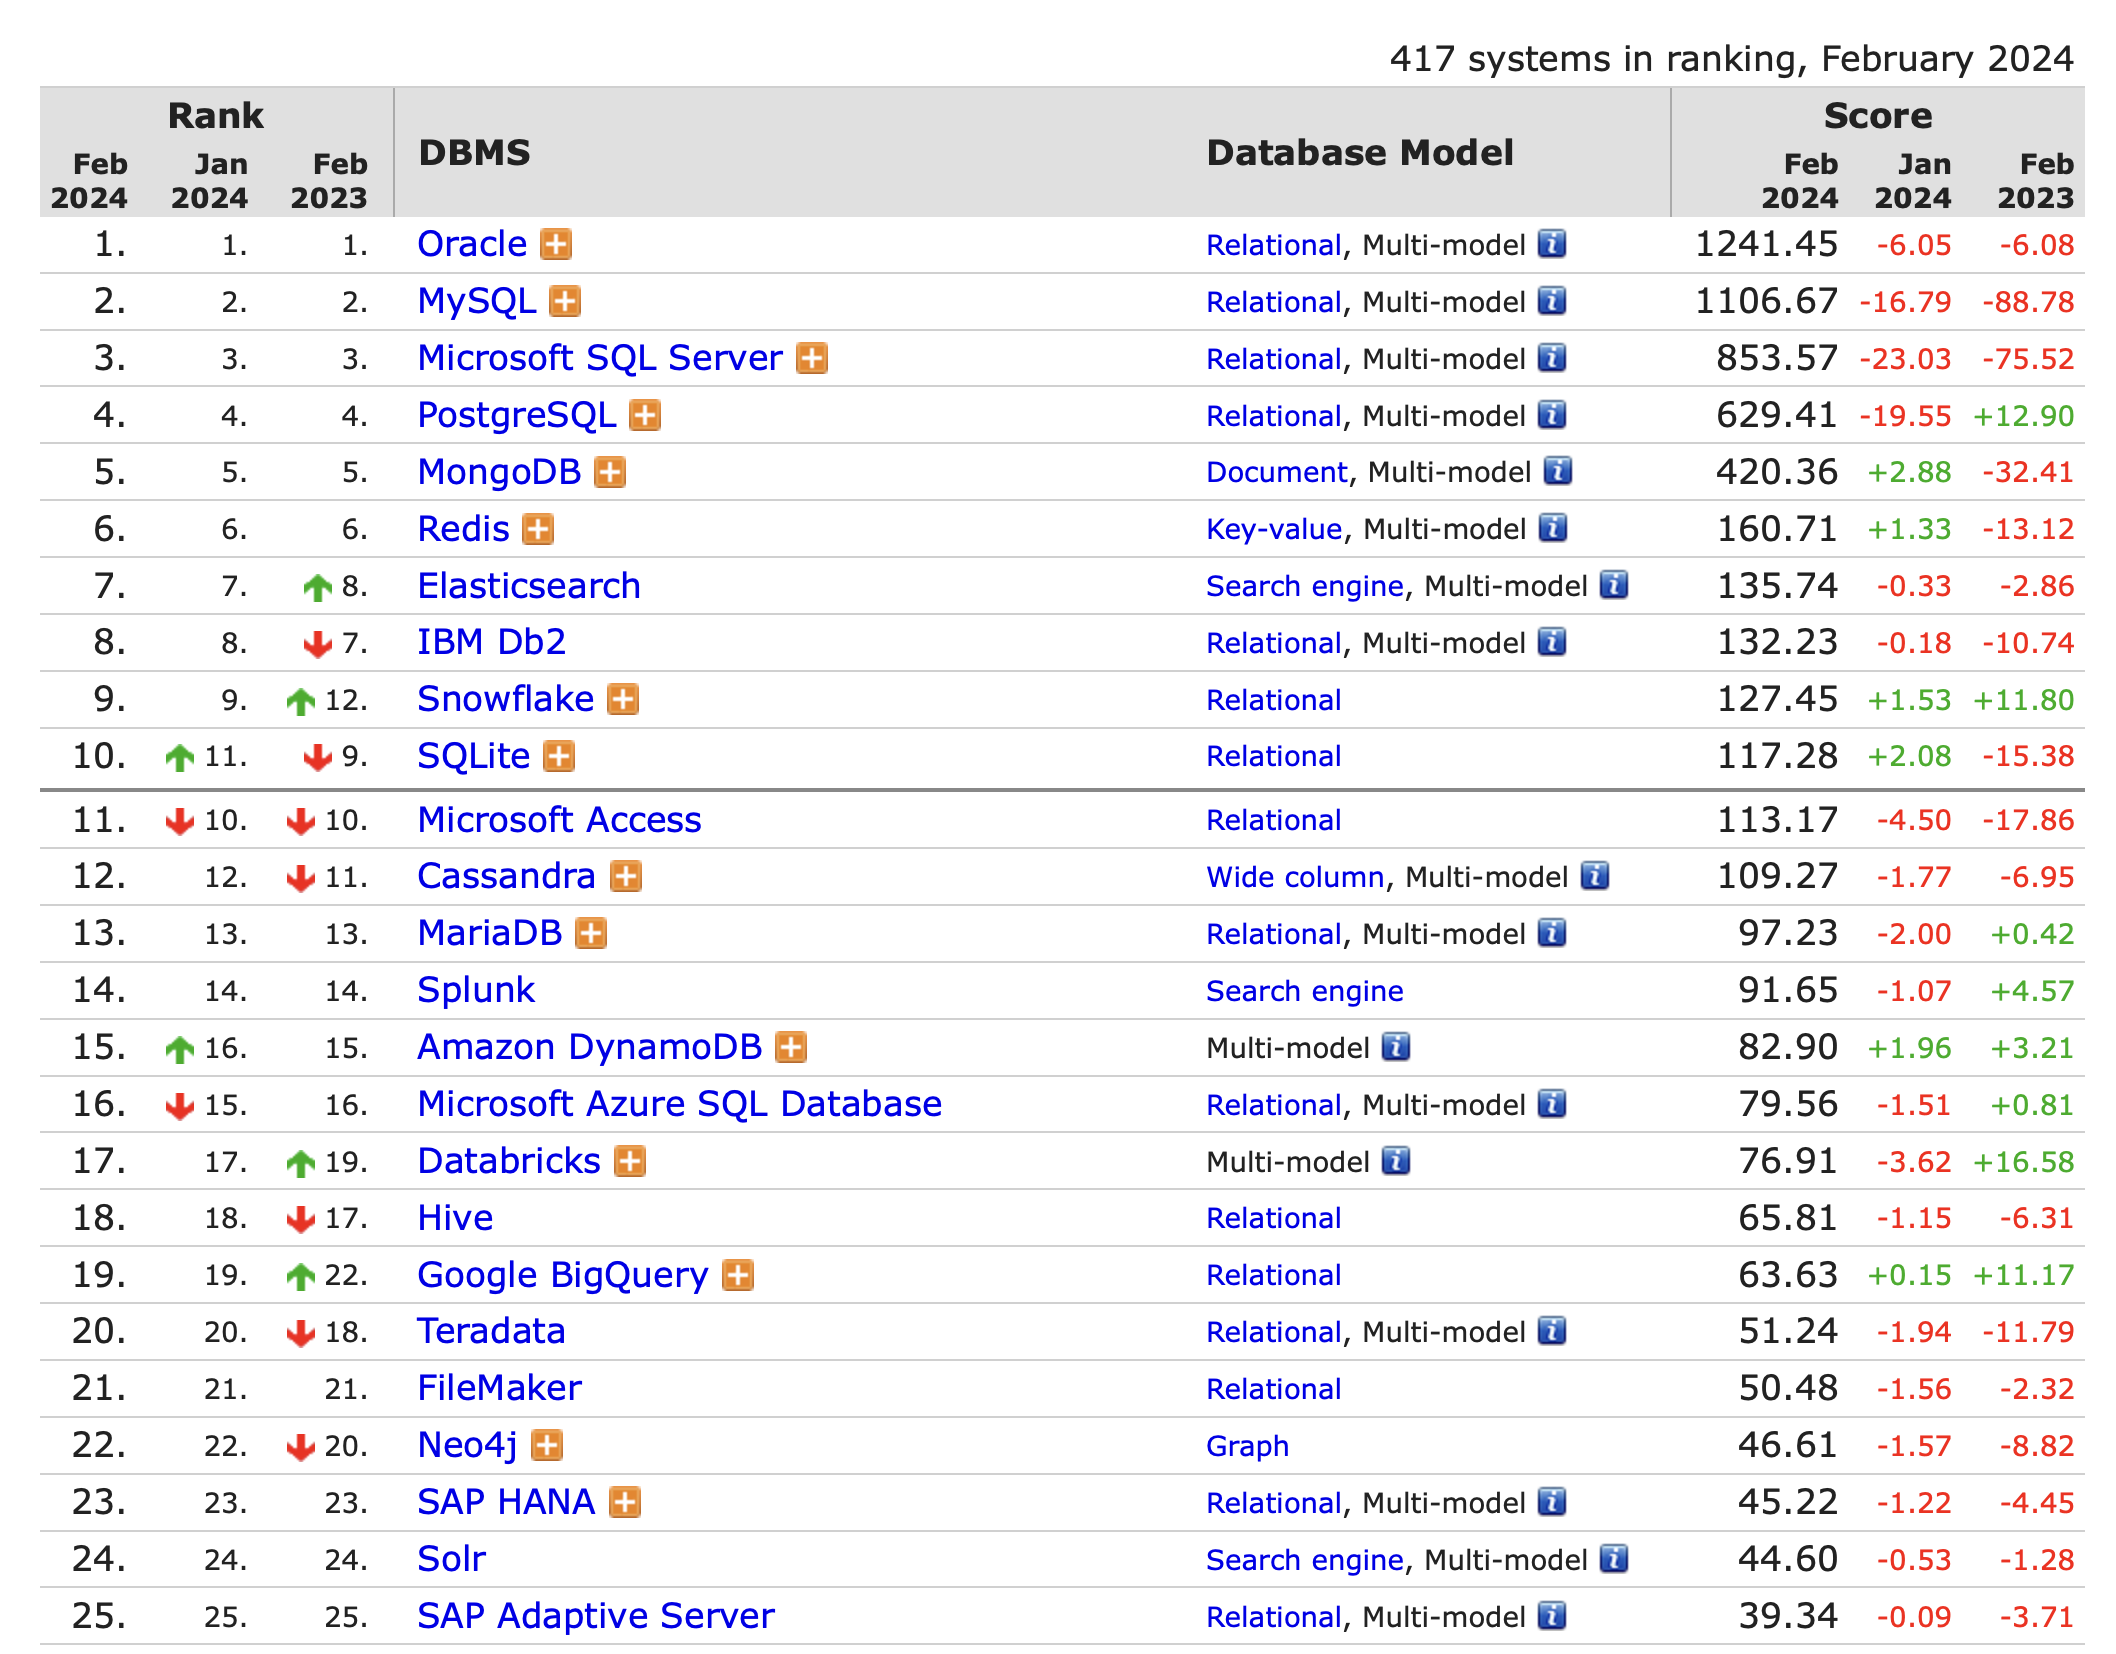 417 systems in ranking, February 2024
Rank DBMS Database Model Score
Feb 2024 Jan 2024 Feb 2023 Feb 2024 Jan 2024 Feb 2023
1. 1. 1. Oracle Relational, Multi-model 1241.45 -6.05 -6.08
2. 2. 2. MySQL Relational, Multi-model 1106.67 -16.79 -88.78
3. 3. 3. Microsoft SQL Server Relational, Multi-model 853.57 -23.03 -75.52
4. 4. 4. PostgreSQL Relational, Multi-model 629.41 -19.55 +12.90
5. 5. 5. MongoDB Document, Multi-model 420.36 +2.88 -32.41
6. 6. 6. Redis Key-value, Multi-model 160.71 +1.33 -13.12
7. 7. 8. Elasticsearch Search engine, Multi-model 135.74 -0.33 -2.86
8. 8. 7. IBM Db2 Relational, Multi-model 132.23 -0.18 -10.74
9. 9. 12. Snowflake Relational 127.45 +1.53 +11.80
10. 11. 9. SQLite Relational 117.28 +2.08 -15.38
11. 10. 10. Microsoft Access Relational 113.17 -4.50 -17.86
12. 12. 11. Cassandra Wide column, Multi-model 109.27 -1.77 -6.95
13. 13. 13. MariaDB Relational, Multi-model 97.23 -2.00 +0.42
14. 14. 14. Splunk Search engine 91.65 -1.07 +4.57
15. 16. 15. Amazon DynamoDB Multi-model 82.90 +1.96 +3.21
16. 15. 16. Microsoft Azure SQL Database Relational, Multi-model 79.56 -1.51 +0.81
17. 17. 19. Databricks Multi-model 76.91 -3.62 +16.58
18. 18. 17. Hive Relational 65.81 -1.15 -6.31
19. 19. 22. Google BigQuery Relational 63.63 +0.15 +11.17
20. 20. 18. Teradata Relational, Multi-model 51.24 -1.94 -11.79
21. 21. 21. FileMaker Relational 50.48 -1.56 -2.32
22. 22. 20. Neo4j Graph 46.61 -1.57 -8.82
23. 23. 23. SAP HANA Relational, Multi-model 45.22 -1.22 -4.45
24. 24. 24. Solr Search engine, Multi-model 44.60 -0.53 -1.28
25. 25. 25. SAP Adaptive Server Relational, Multi-model 39.34 -0.09 -3.71